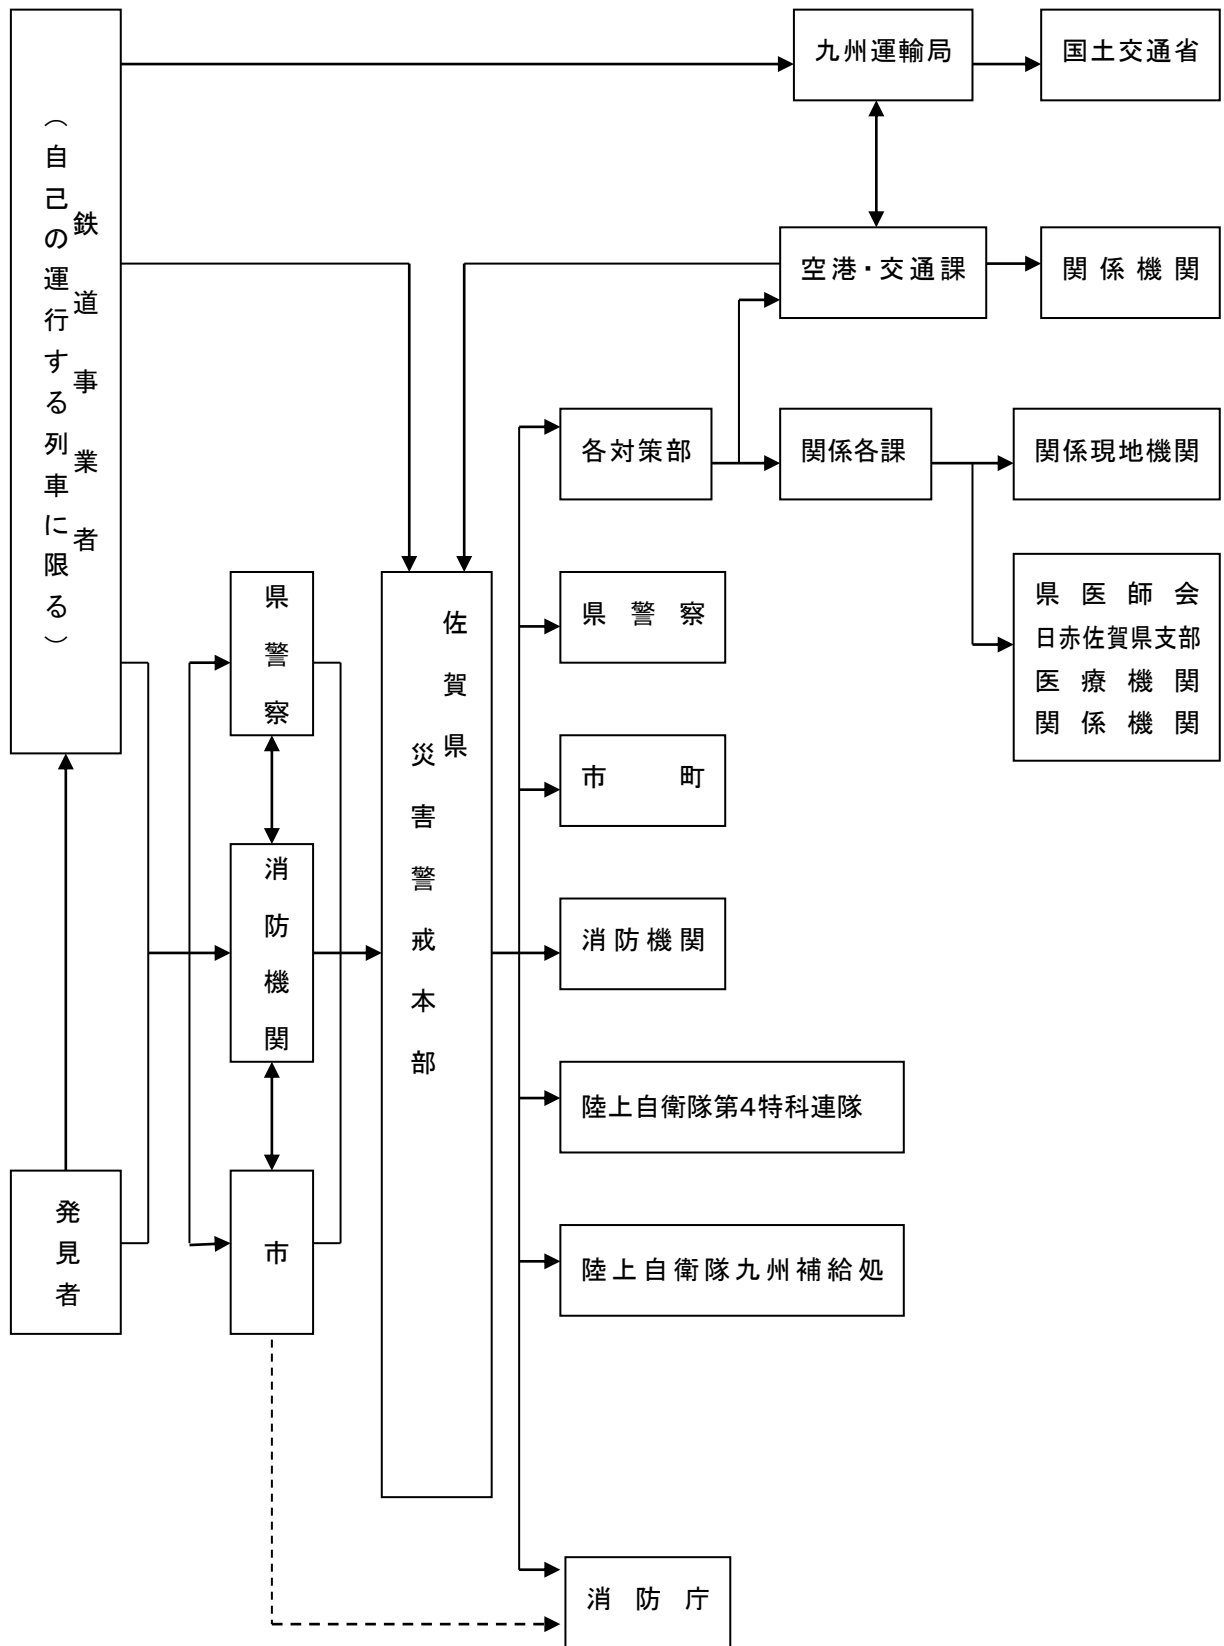 鉄道事業者
（自己の運行する列車に限る）
九州運輸局
国土交通省
空港・交通課
関係機関
各対策部
関係各課
関係現地機関
県医師会
日赤佐賀県支部
医療機関
関係機関
県警察
佐賀県
災害警戒本部
県警察
市町
消防機関
消防機関
陸上自衛隊第4特科連隊
発見者
市
陸上自衛隊九州補給処
消防庁